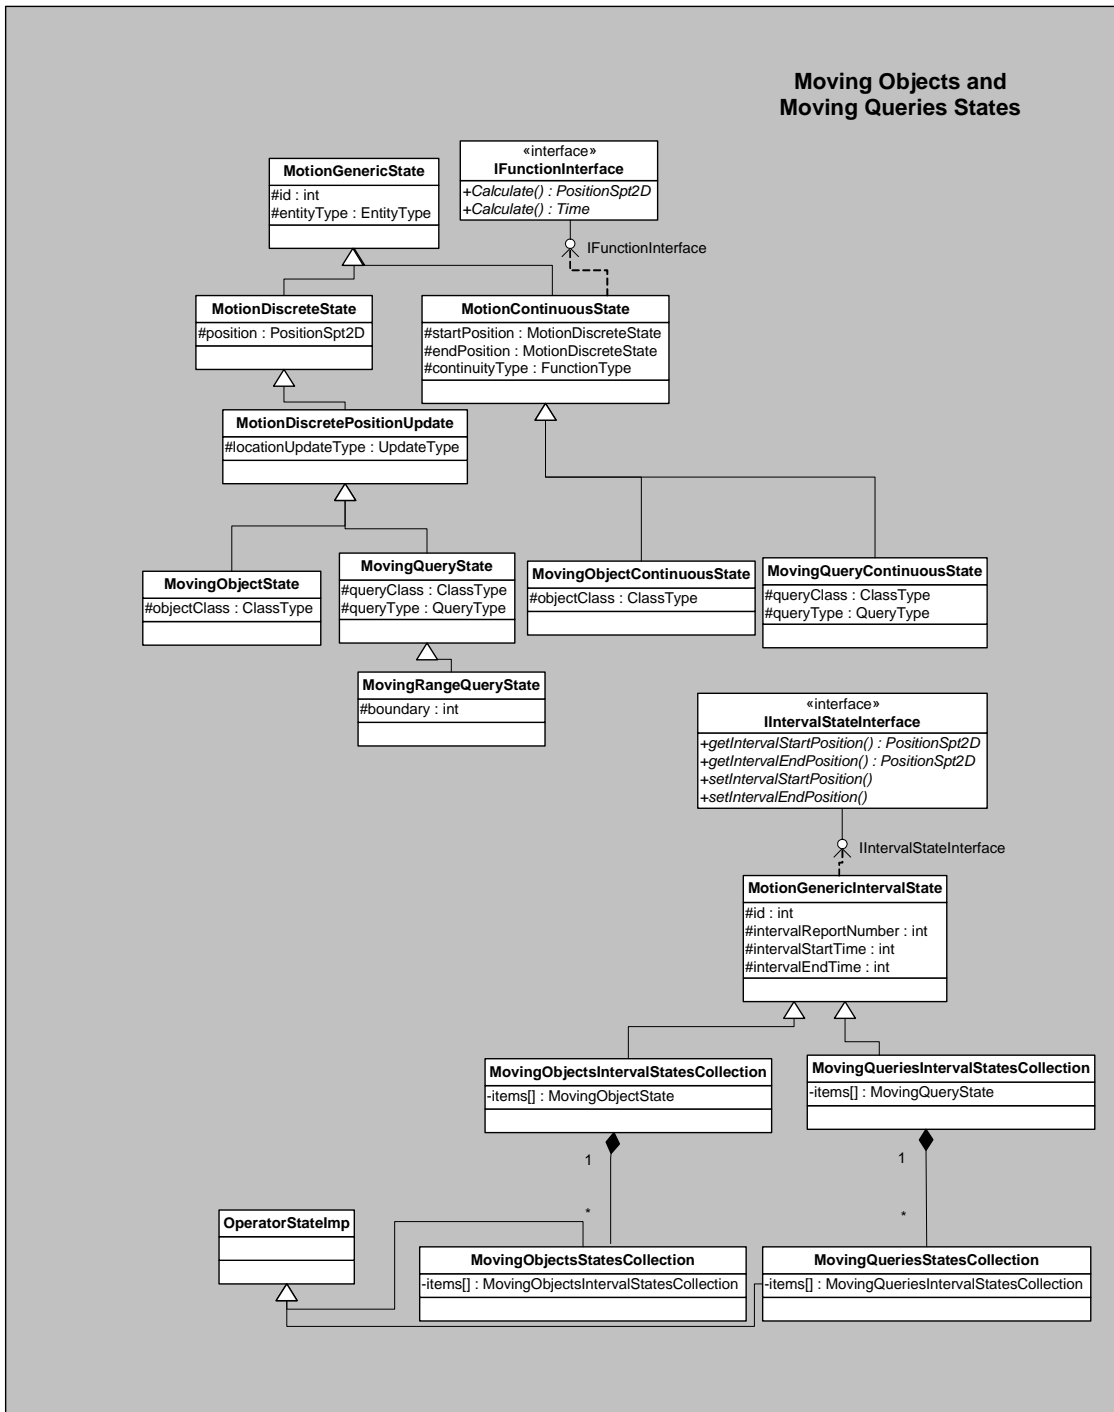 Moving Objects and
Moving Queries States
«interface»
IFunctionInterface
+Calculate() : PositionSpt2D
+Calculate() : Time
MotionGenericState
#id : int
#entityType : EntityType
IFunctionInterface
MotionDiscreteState
#position : PositionSpt2D
MotionContinuousState
#startPosition : MotionDiscreteState
#endPosition : MotionDiscreteState
#continuityType : FunctionType
MotionDiscretePositionUpdate
#locationUpdateType : UpdateType
MovingObjectState
#objectClass : ClassType
MovingQueryState
#queryClass : ClassType
#queryType : QueryType
MovingObjectContinuousState
#objectClass : ClassType
MovingQueryContinuousState
#queryClass : ClassType
#queryType : QueryType
MovingRangeQueryState
#boundary : int
«interface»
IIntervalStateInterface
+getIntervalStartPosition() : PositionSpt2D
+getIntervalEndPosition() : PositionSpt2D
+setIntervalStartPosition()
+setIntervalEndPosition()
IIntervalStateInterface
MotionGenericIntervalState
#id : int
#intervalReportNumber : int
#intervalStartTime : int
#intervalEndTime : int
MovingObjectsIntervalStatesCollection
-items[] : MovingObjectState
MovingQueriesIntervalStatesCollection
-items[] : MovingQueryState
1
1
*
*
OperatorStateImp
MovingObjectsStatesCollection
-items[] : MovingObjectsIntervalStatesCollection
MovingQueriesStatesCollection
-items[] : MovingQueriesIntervalStatesCollection